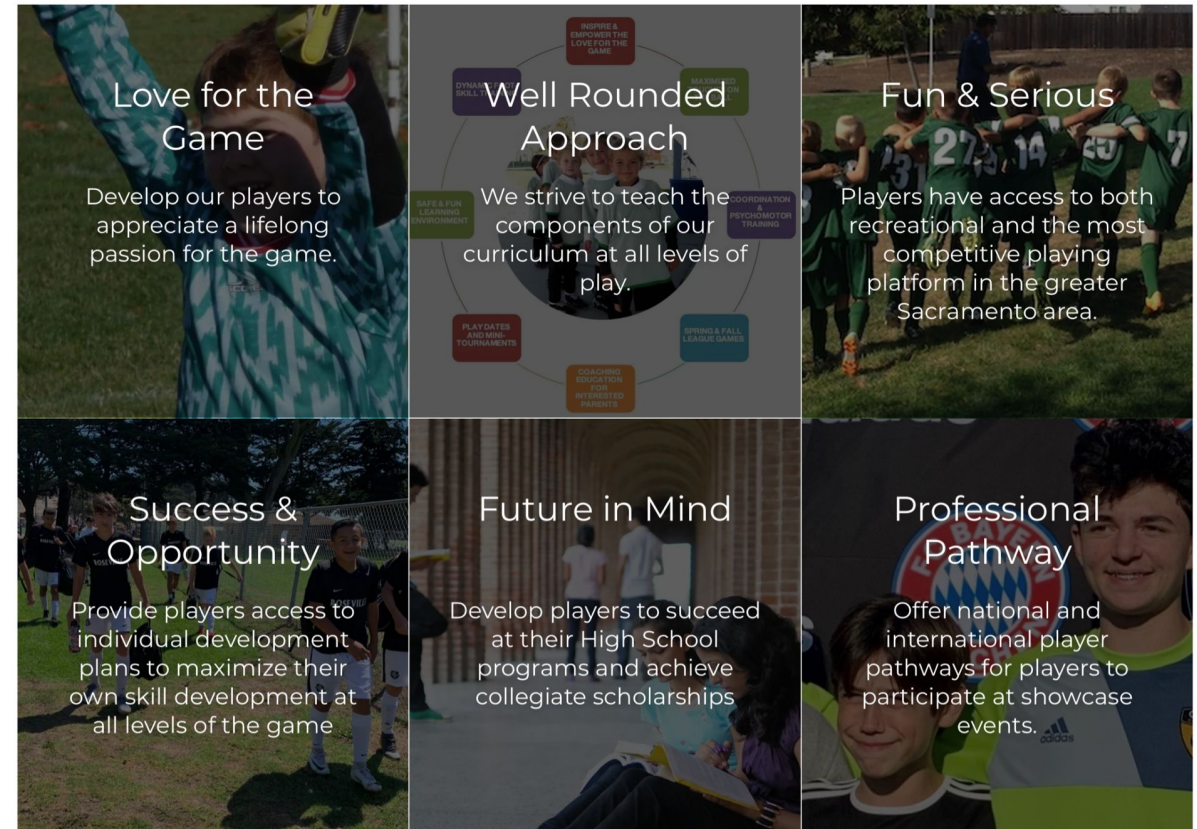 Love for the
Game
Develop our players to
appreciate a lifelong
passion for the game.
INSPIRE &
EMPOWER THE
LOVE FOR THE
GAME
Well Rounded
Approach
We strive to teach the
components of our
curriculum at all levels of
play.
SAFE & FUN
LEARNING
ENVIRONMENT
COORDINATION
&
PSYCHOMOTOR
TRAINING
PLAY DATES
AND MINI-
TOURNAMENTS
SPRING & FALL
LEAGUE GAMES
COACHING
EDUCATION
FOR
INTERESTED
PARENTS
Fun & Serious
Players have access to both
recreational and the most
competitive playing
platform in the greater
Sacramento area.
27
14
25
7
Success &
Opportunity
Provide players access to
individual development
plans to maximize their
own skill development at
all levels of the game
Future in Mind
Develop players to succeed
at their High School
programs and achieve
collegiate scholarships
Professional
Pathway
Offer national and
international player
pathways for players to
participate at showcase
events.
FC BAYERN
adidas